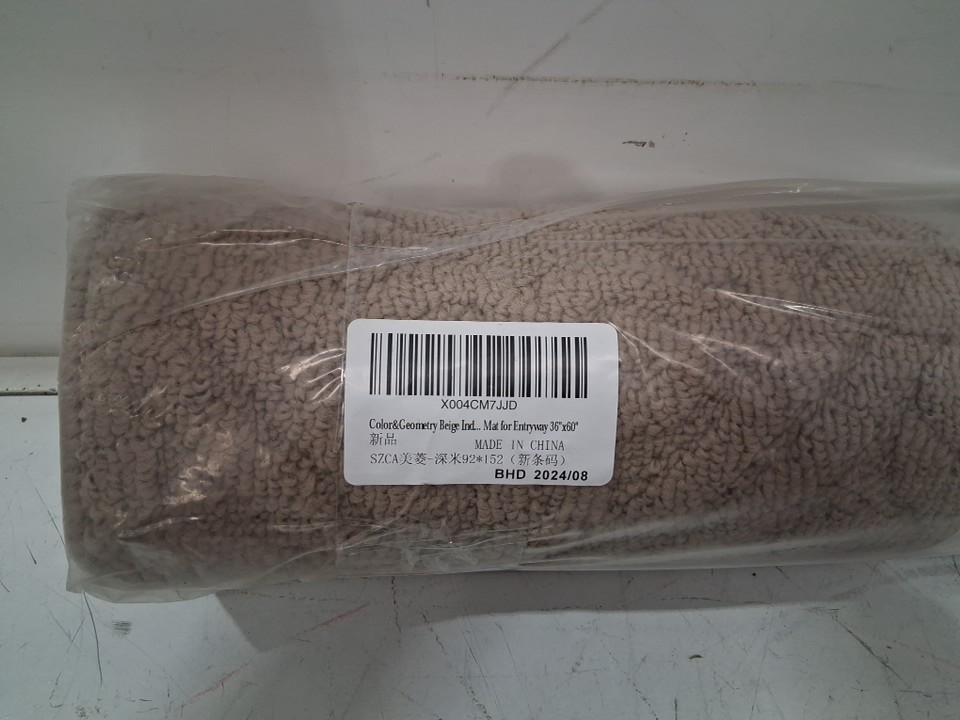 X004CM7JJD
Color&Geometry Beige Ind... Mat for Entryway 36"x60"
新品 MADE IN CHINA
SZCA美菱-深米92*152（新条码）
BHD 2024/08